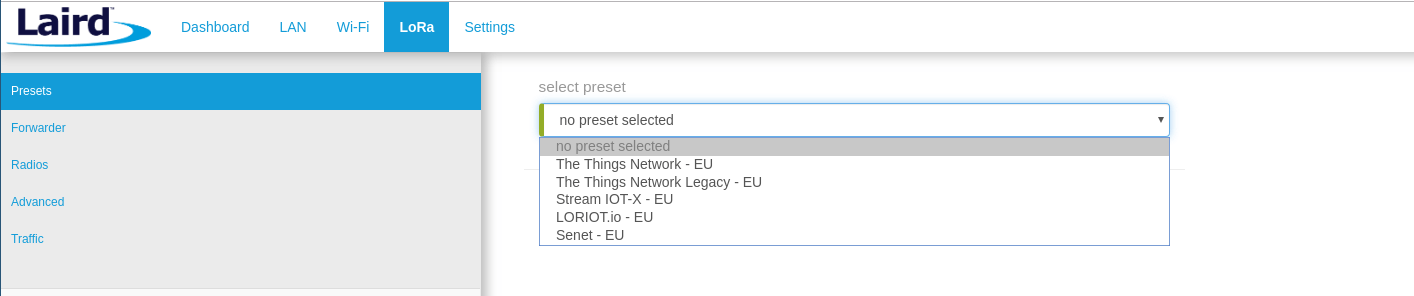 Laird™
Dashboard LAN Wi-Fi LoRa Settings
Presets
Forwarder
Radios
Advanced
Traffic
select preset
no preset selected
no preset selected
The Things Network - EU
The Things Network Legacy - EU
Stream IOT-X - EU
LORIOT.io - EU
Senet - EU